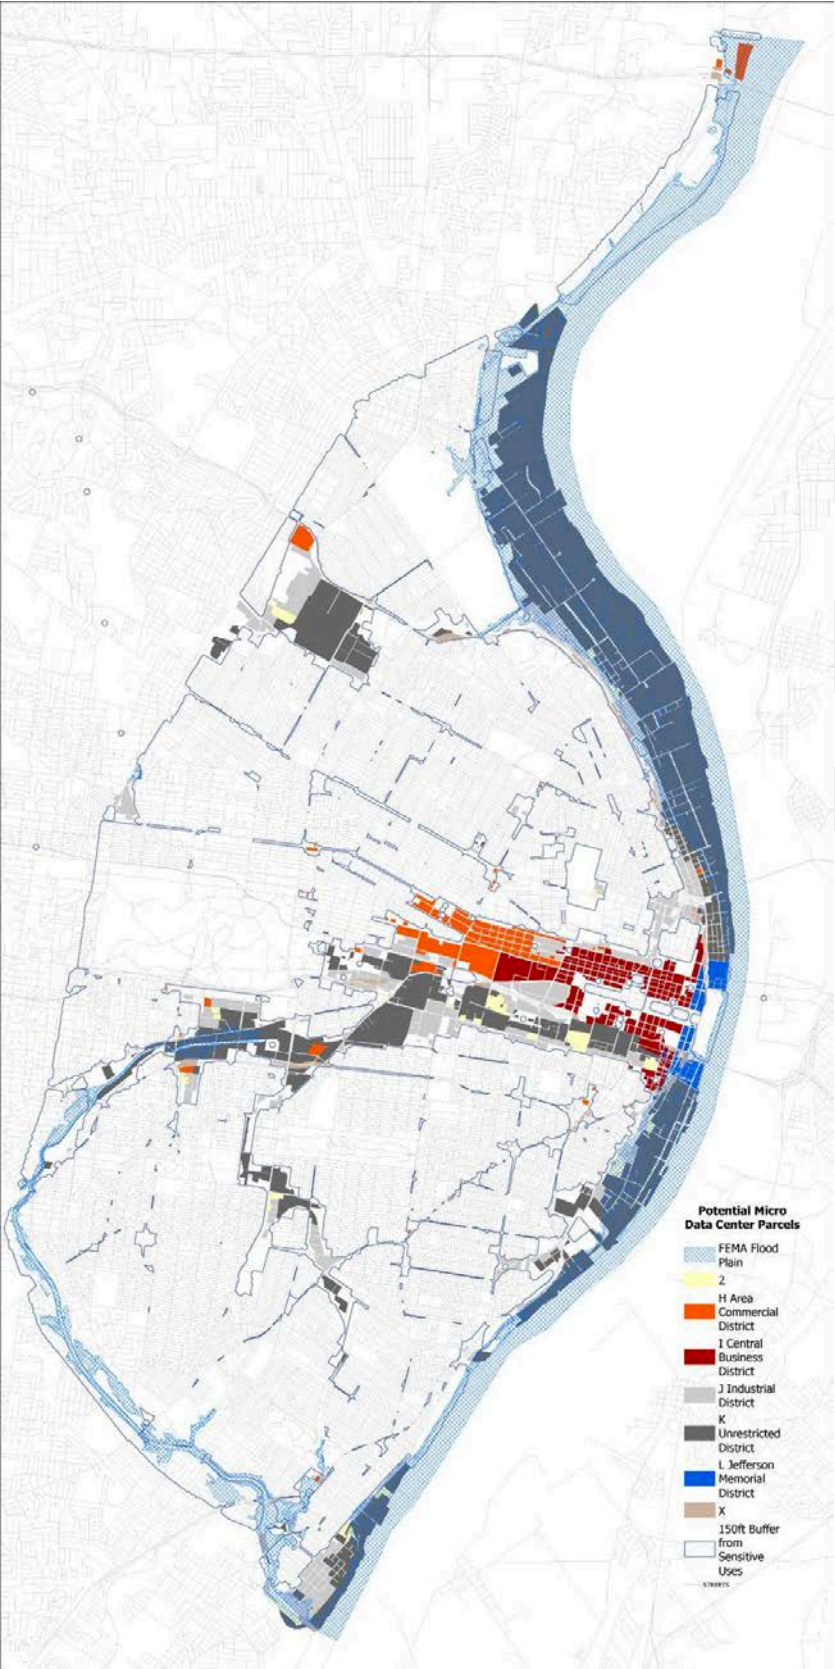 Potential Micro
Data Center Parcels
FEMA Flood
Plain
2
H Area
Commercial
District
I Central
Business
District
J Industrial
District
K
Unrestricted
District
L Jefferson
Memorial
District
X
150ft Buffer
from
Sensitive
Uses
STREETS